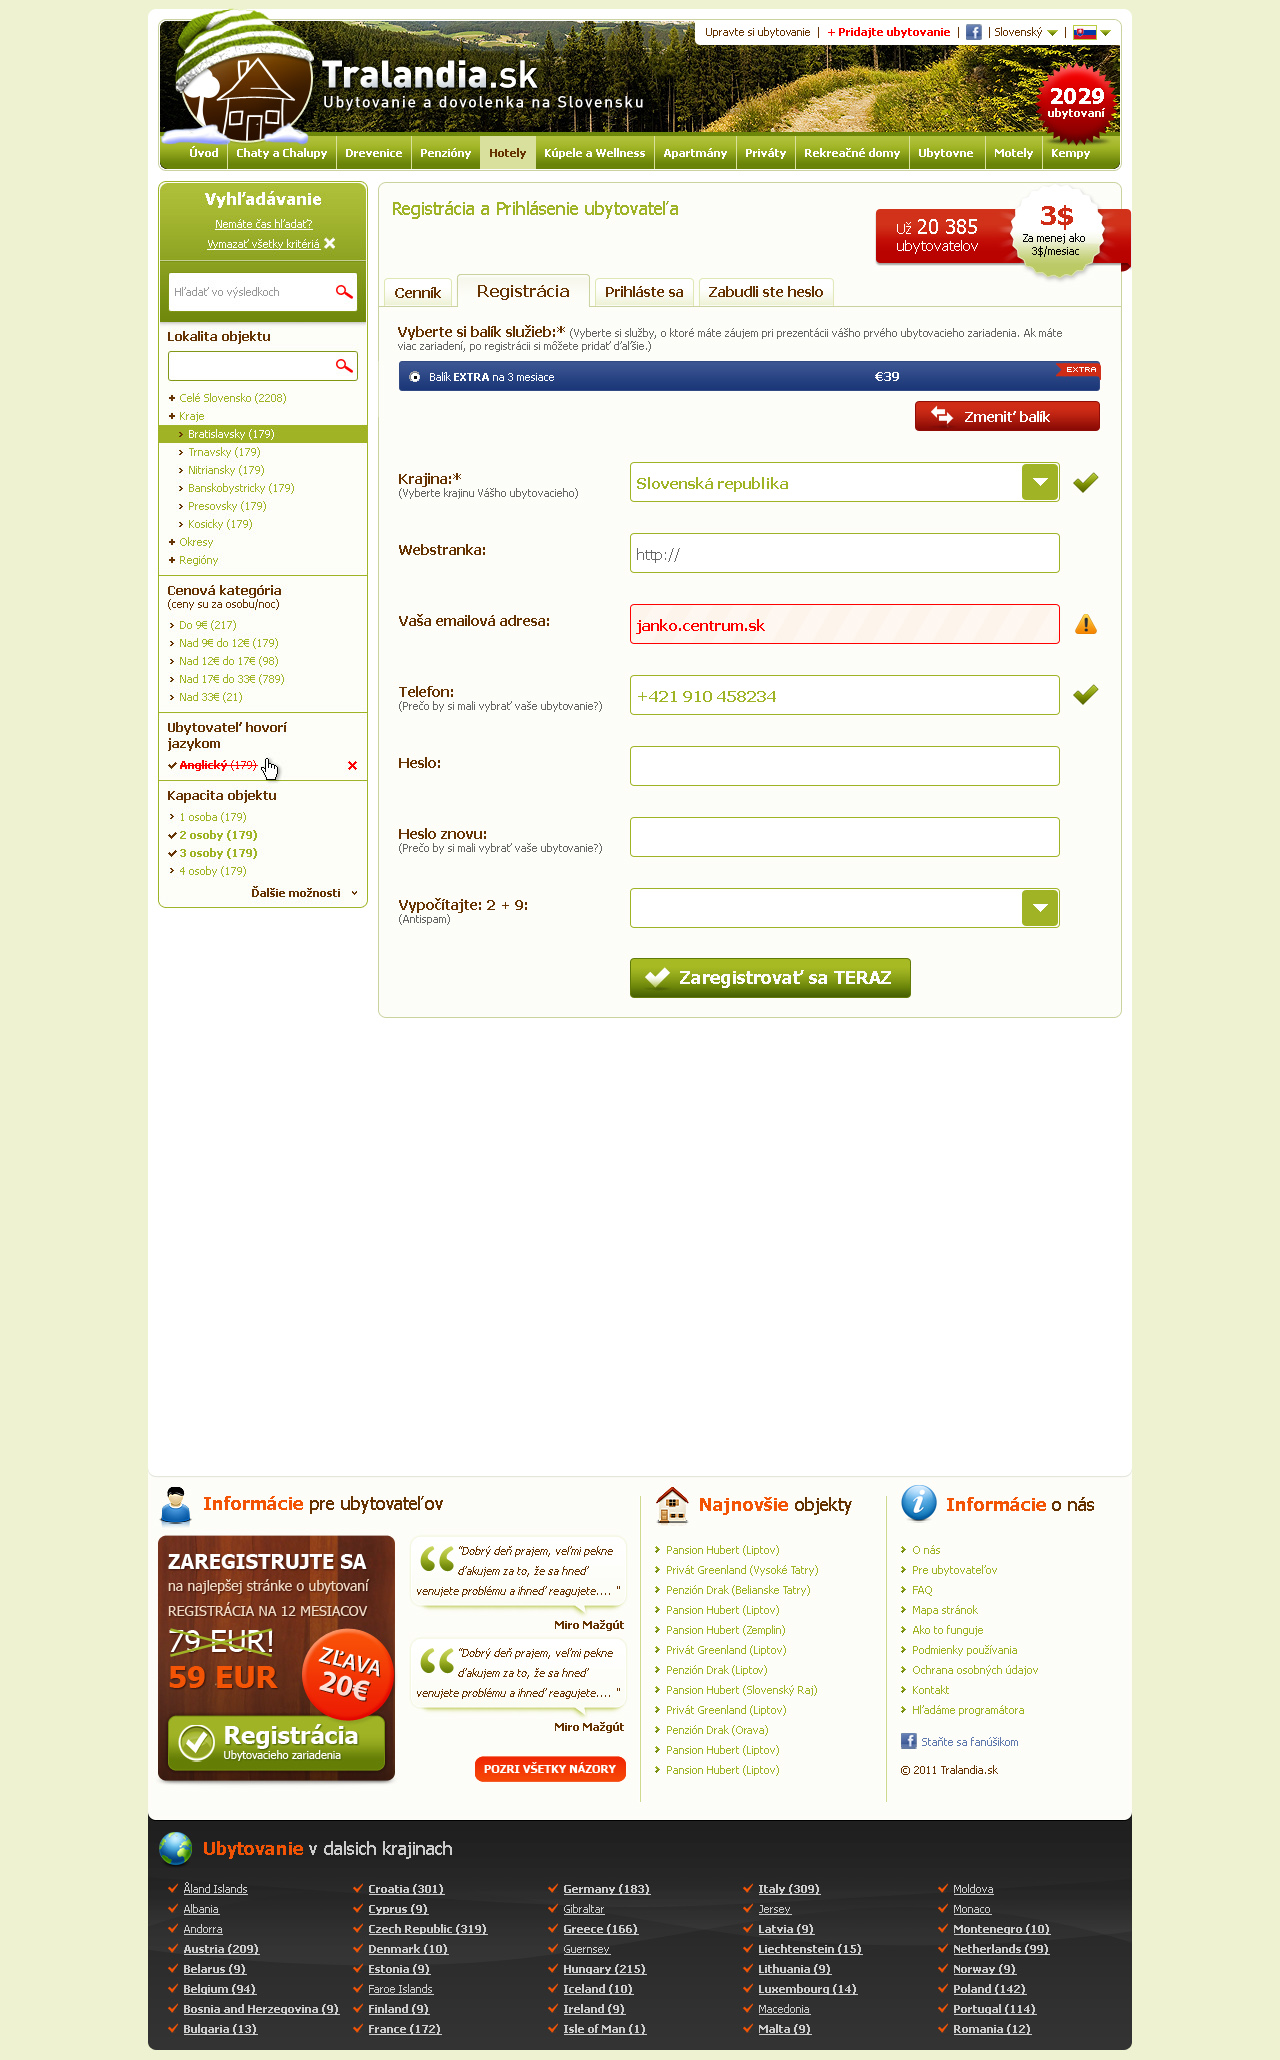 Upravte si ubytovanie | + Pridajte ubytovanie | | Slovenský |
Tralandia.sk
Ubytovanie a dovolenka na Slovensku
2029
ubytovaní
Úvod
Chaty a Chalupy
Drevenice
Penzióny
Hotely
Kúpele a Wellness
Apartmány
Priváty
Rekreačné domy
Ubytovne
Motely
Kempy
Vyhľadávanie
Nemáte čas hľadať?
Vymazať všetky kritériá
Hľadať vo výsledkoch
Lokalita objektu
Celé Slovensko (2208)
Kraje
Bratislavsky (179)
Trnavsky (179)
Nitriansky (179)
Banskobystricky (179)
Presovsky (179)
Kosicky (179)
Okresy
Regióny
Cenová kategória
(ceny su za osobu/noc)
Do 9€ (217)
Nad 9€ do 12€ (179)
Nad 12€ do 17€ (98)
Nad 17€ do 33€ (789)
Nad 33€ (21)
Ubytovateľ hovorí
jazykom
Anglický (179)
Kapacita objektu
1 osoba (179)
2 osoby (179)
3 osoby (179)
4 osoby (179)
Ďalšie možnosti
Registrácia a Prihlásenie ubytovateľa
Už 20 385
ubytovatelov
3$
Za menej ako
3$/mesiac
Cenník
Registrácia
Prihláste sa
Zabudli ste heslo
Vyberte si balík služieb:* (Vyberte si služby, o ktoré máte záujem pri prezentácii vášho prvého ubytovacieho zariadenia. Ak máte
viac zariadení, po registrácii si môžete pridať ďaľšie.)
Balík EXTRA na 3 mesiace
€39
EXTRA
Zmeniť balík
Krajina:*
(Vyberte krajinu Vášho ubytovacieho)
Slovenská republika
Webstranka:
http://
Vaša emailová adresa:
janko.centrum.sk
Telefon:
(Prečo by si mali vybrať vaše ubytovanie?)
+421 910 458234
Heslo:
Heslo znovu:
(Prečo by si mali vybrať vaše ubytovanie?)
Vypočítajte: 2 + 9:
(Antispam)
Zaregistrovať sa TERAZ
Informácie pre ubytovateľov
ZAREGISTRUJTE SA
na najlepšej stránke o ubytovaní
REGISTRÁCIA NA 12 MESIACOV
79 EUR!
59 EUR
ZĽAVA
20€
Registrácia
Ubytovacieho zariadenia
"Dobrý deň prajem, veľmi pekne
ďakujem za to, že sa hneď
venujete problému a ihneď reagujete.... "
Miro Mažgút
"Dobrý deň prajem, veľmi pekne
ďakujem za to, že sa hneď
venujete problému a ihneď reagujete.... "
Miro Mažgút
POZRI VŠETKY NÁZORY
Najnovšie objekty
Pansion Hubert (Liptov)
Privát Greenland (Vysoké Tatry)
Penzión Drak (Belianske Tatry)
Pansion Hubert (Liptov)
Pansion Hubert (Zemplin)
Privát Greenland (Liptov)
Penzión Drak (Liptov)
Pansion Hubert (Slovenský Raj)
Privát Greenland (Liptov)
Penzión Drak (Orava)
Pansion Hubert (Liptov)
Pansion Hubert (Liptov)
Informácie o nás
O nás
Pre ubytovateľov
FAQ
Mapa stránok
Ako to funguje
Podmienky používania
Ochrana osobných údajov
Kontakt
Hľadáme programátora
Staňte sa fanúšikom
© 2011 Tralandia.sk
Ubytovanie v dalsich krajinach
Åland Islands
Albania
Andorra
Austria (209)
Belarus (9)
Belgium (94)
Bosnia and Herzegovina (9)
Bulgaria (13)
Croatia (301)
Cyprus (9)
Czech Republic (319)
Denmark (10)
Estonia (9)
Faroe Islands
Finland (9)
France (172)
Germany (183)
Gibraltar
Greece (166)
Guernsey
Hungary (215)
Iceland (10)
Ireland (9)
Isle of Man (1)
Italy (309)
Jersey
Latvia (9)
Liechtenstein (15)
Lithuania (9)
Luxembourg (14)
Macedonia
Malta (9)
Moldova
Monaco
Montenegro (10)
Netherlands (99)
Norway (9)
Poland (142)
Portugal (114)
Romania (12)